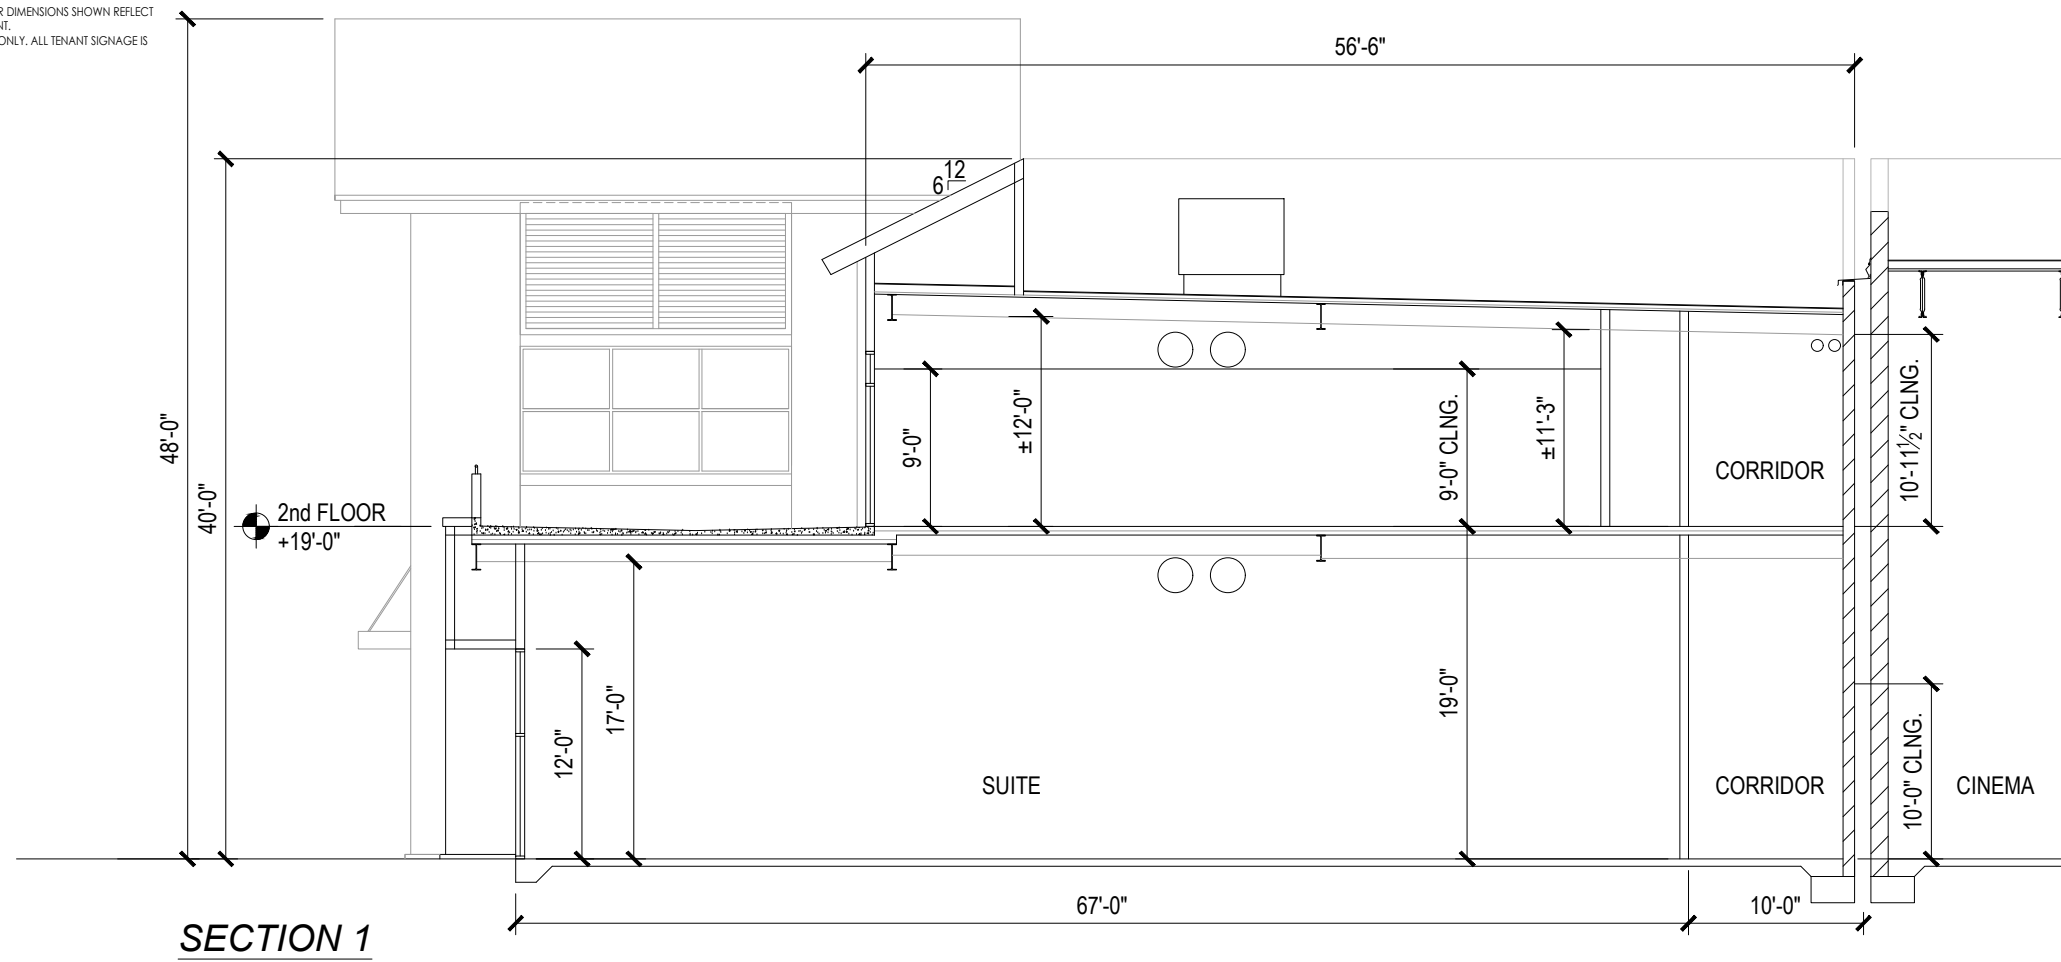 R DIMENSIONS SHOWN REFLECT
NT.
ONLY. ALL TENANT SIGNAGE IS
56'-6"
12
6
48'-0"
40'-0"
2nd FLOOR
+19'-0"
9'-0"
±12'-0"
9'-0" CLNG.
±11'-3"
CORRIDOR
10'-11½" CLNG.
12'-0"
17'-0"
19'-0"
SUITE
CORRIDOR
10'-0" CLNG.
CINEMA
67'-0"
10'-0"
SECTION 1